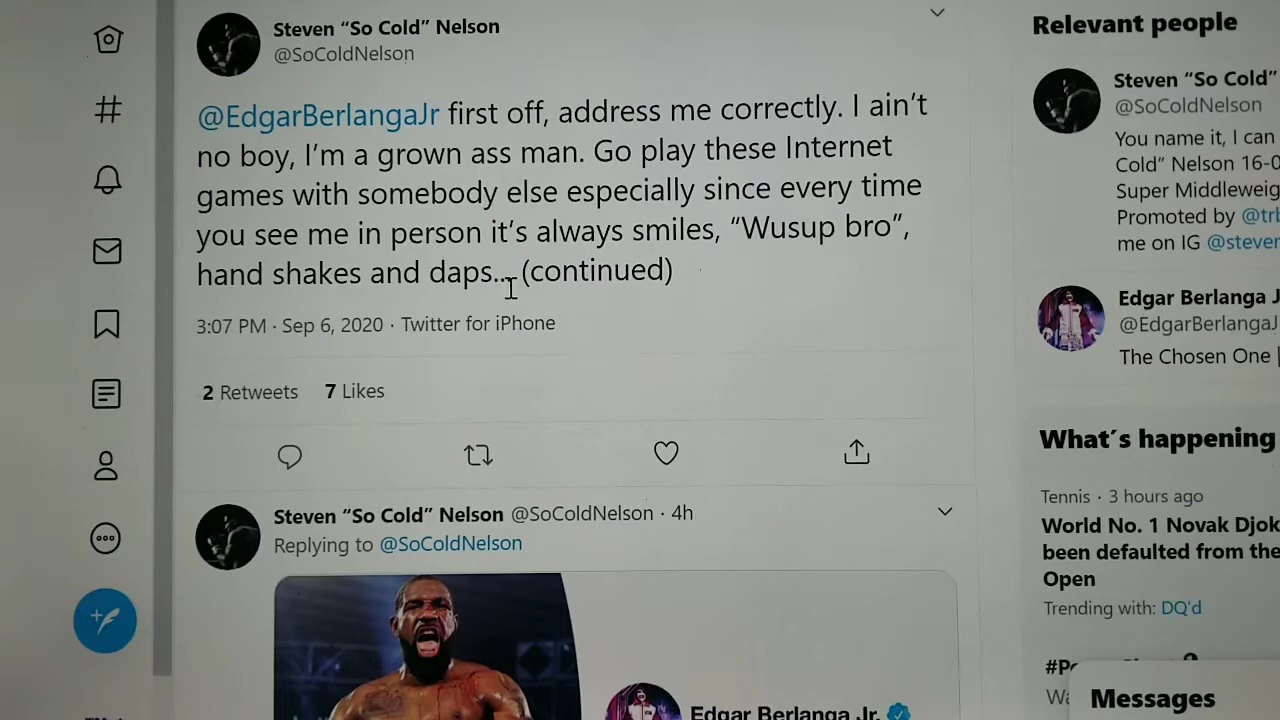 Steven “So Cold” Nelson
@SoColdNelson
@EdgarBerlangaJr first off, address me correctly. I ain’t
no boy, I’m a grown ass man. Go play these Internet
games with somebody else especially since every time
you see me in person it’s always smiles, “Wusup bro”,
hand shakes and daps... (continued)
3:07 PM · Sep 6, 2020 · Twitter for iPhone
2 Retweets 7 Likes
Steven “So Cold” Nelson @SoColdNelson · 4h
Replying to @SoColdNelson
Edgar Berlanga Jr.
Relevant people
Steven “So Cold”
@SoColdNelson
You name it, I can
Cold” Nelson 16-0
Super Middleweig
Promoted by @trb
me on IG @steven
Edgar Berlanga J
@EdgarBerlangaJ
The Chosen One |
What’s happening
Tennis · 3 hours ago
World No. 1 Novak Djok
been defaulted from the
Open
Trending with: DQ'd
Messages